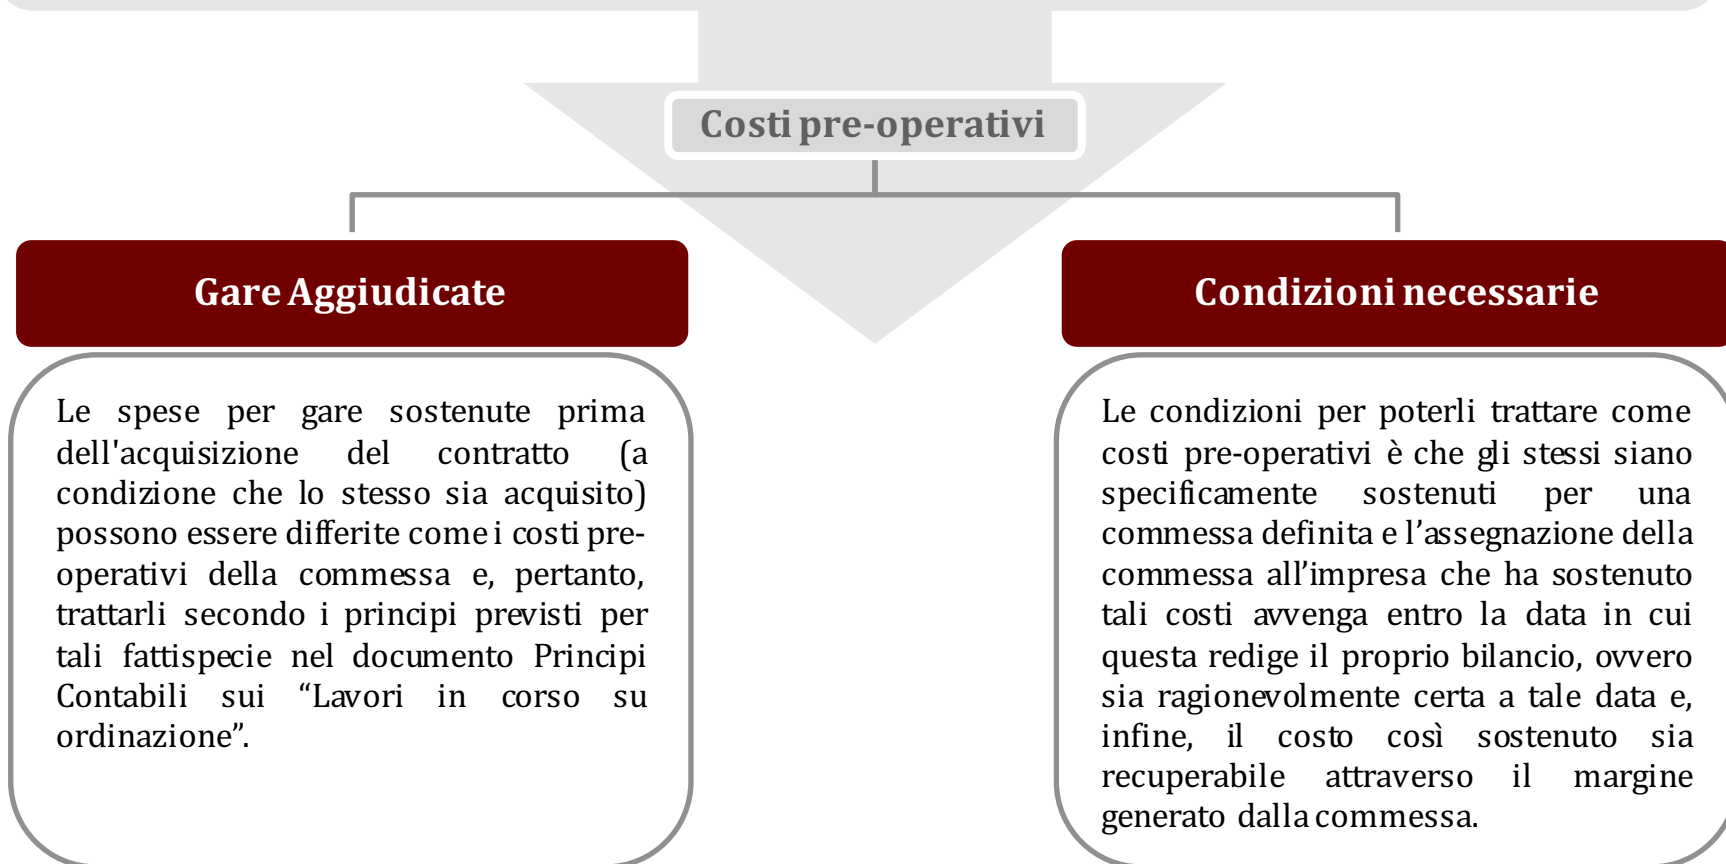 Costi pre-operativi
Gare Aggiudicate
Le spese per gare sostenute prima
dell'acquisizione del contratto (a
condizione che lo stesso sia acquisito)
possono essere differite come i costi pre-
operativi della commessa e, pertanto,
trattarli secondo i principi previsti per
tali fattispecie nel documento Principi
Contabili sui “Lavori in corso su
ordinazione”.
Condizioni necessarie
Le condizioni per poterli trattare come
costi pre-operativi è che gli stessi siano
specificamente sostenuti per una
commessa definita e l’assegnazione della
commessa all’impresa che ha sostenuto
tali costi avvenga entro la data in cui
questa redige il proprio bilancio, ovvero
sia ragionevolmente certa a tale data e,
infine, il costo così sostenuto sia
recuperabile attraverso il margine
generato dalla commessa.